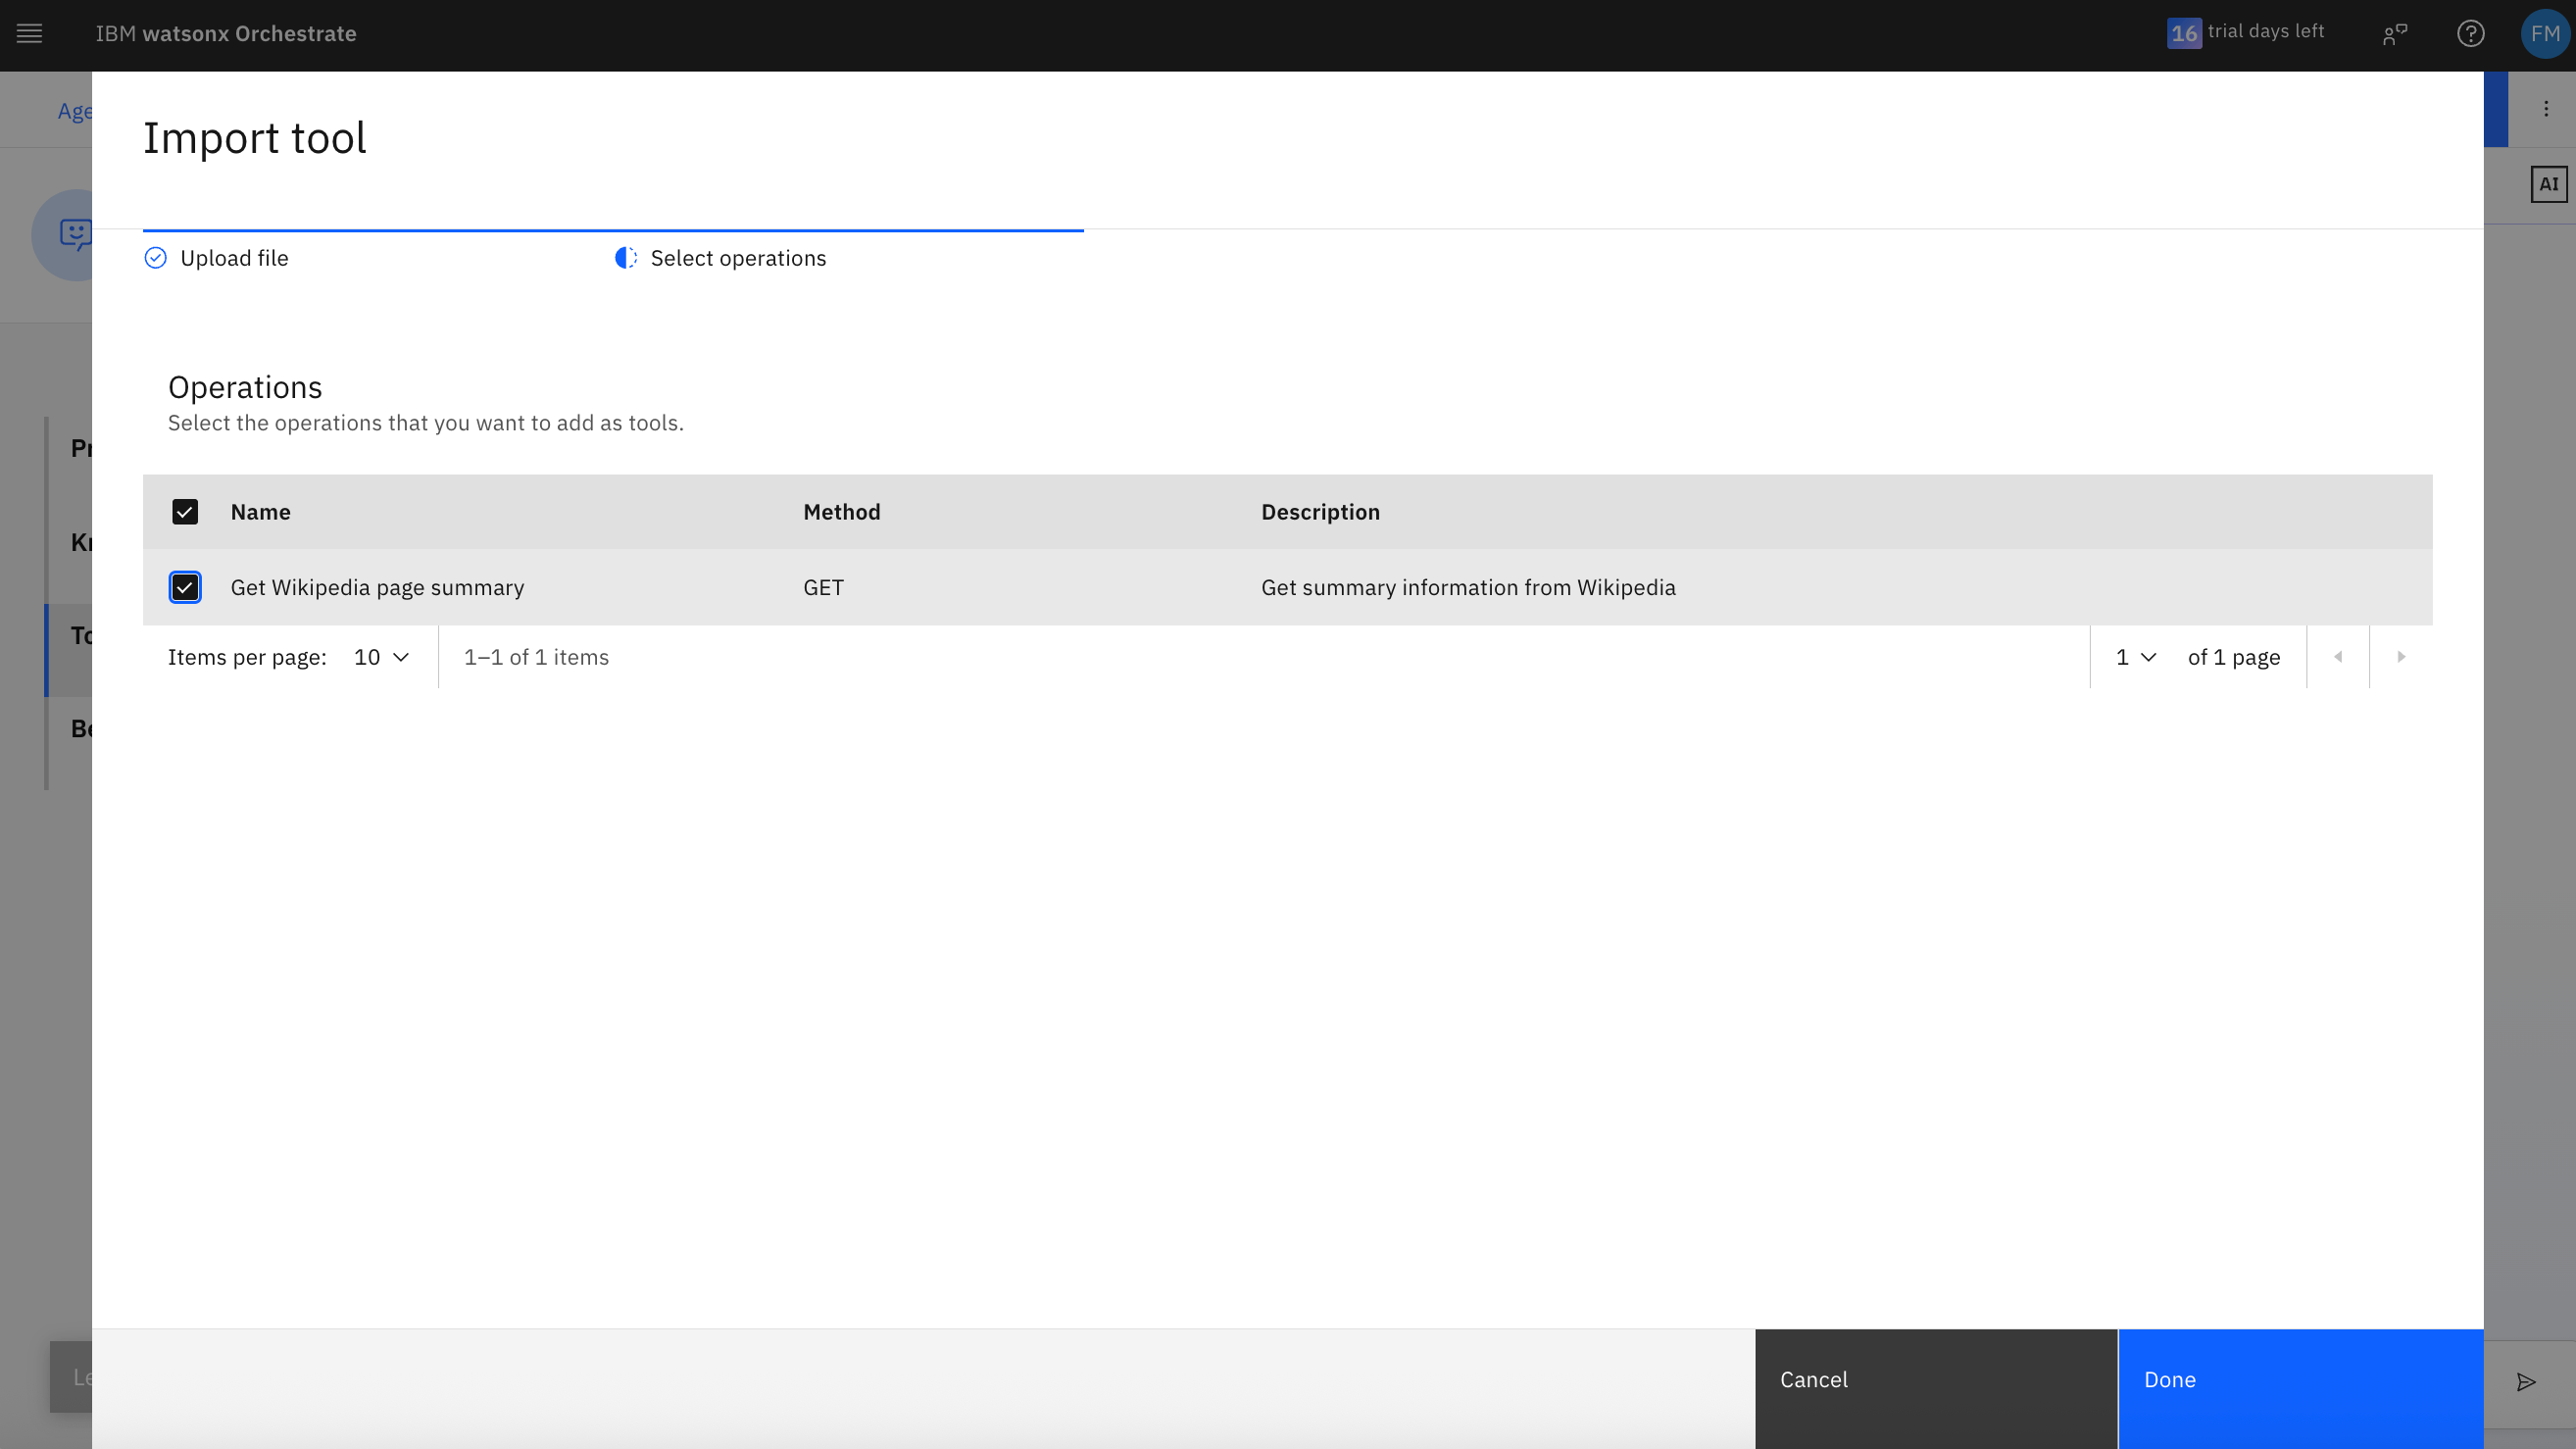 IBM watsonx Orchestrate
16 trial days left
FM
Age
AI
Import tool
Upload file
Select operations
Operations
Select the operations that you want to add as tools.
Name Method Description
Get Wikipedia page summary GET Get summary information from Wikipedia
Items per page: 10 1–1 of 1 items 1 of 1 page
Pr
Kr
To
Be
Le
Cancel
Done